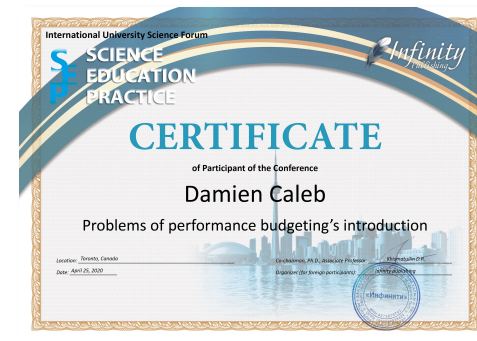 International University Science Forum
SCIENCE
EDUCATION
PRACTICE
SEP
Infinity
Publishing
CERTIFICATE
of Participant of the Conference
Damien Caleb
Problems of performance budgeting's introduction
Location: Toronto, Canada
Co-chairman, Ph.D., Associate Professor
Date: April 25, 2020
Organizer (for foreign participants): Infinity publishing
«Инфинити»